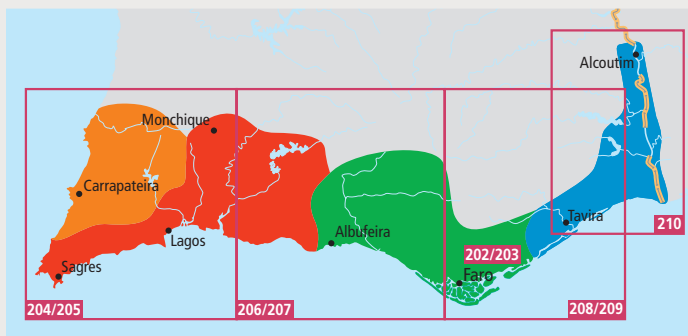 Alcoutim
Monchique
Carrapateira
Tavira
210
Lagos
Albufeira
202/203
Sagres
Faro
204/205
206/207
208/209